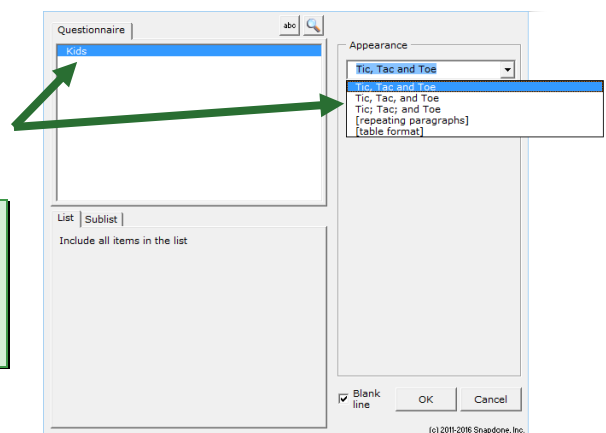 Questionnaire
abc
Kids
Appearance
Tic, Tac and Toe
Tic, Tac and Toe
Tic, Tac, and Toe
Tic; Tac; and Toe
[repeating paragraphs]
[table format]
List
Sublist
Include all items in the list
Blank
line
OK
Cancel
(c) 2011-2016 Snapdone, Inc.